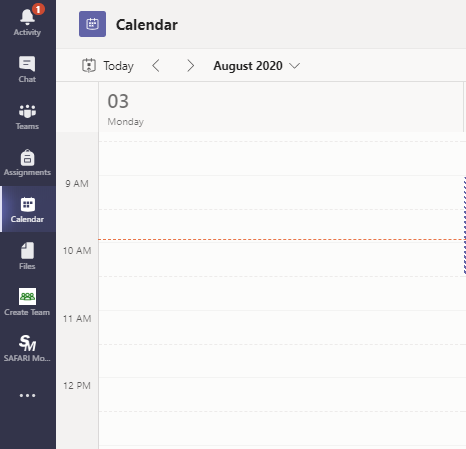 1
Activity
Chat
Teams
Assignments
Calendar
Files
Create Team
SM
SAFARI Mo...
Calendar
Today
August 2020
03
Monday
9 AM
10 AM
11 AM
12 PM